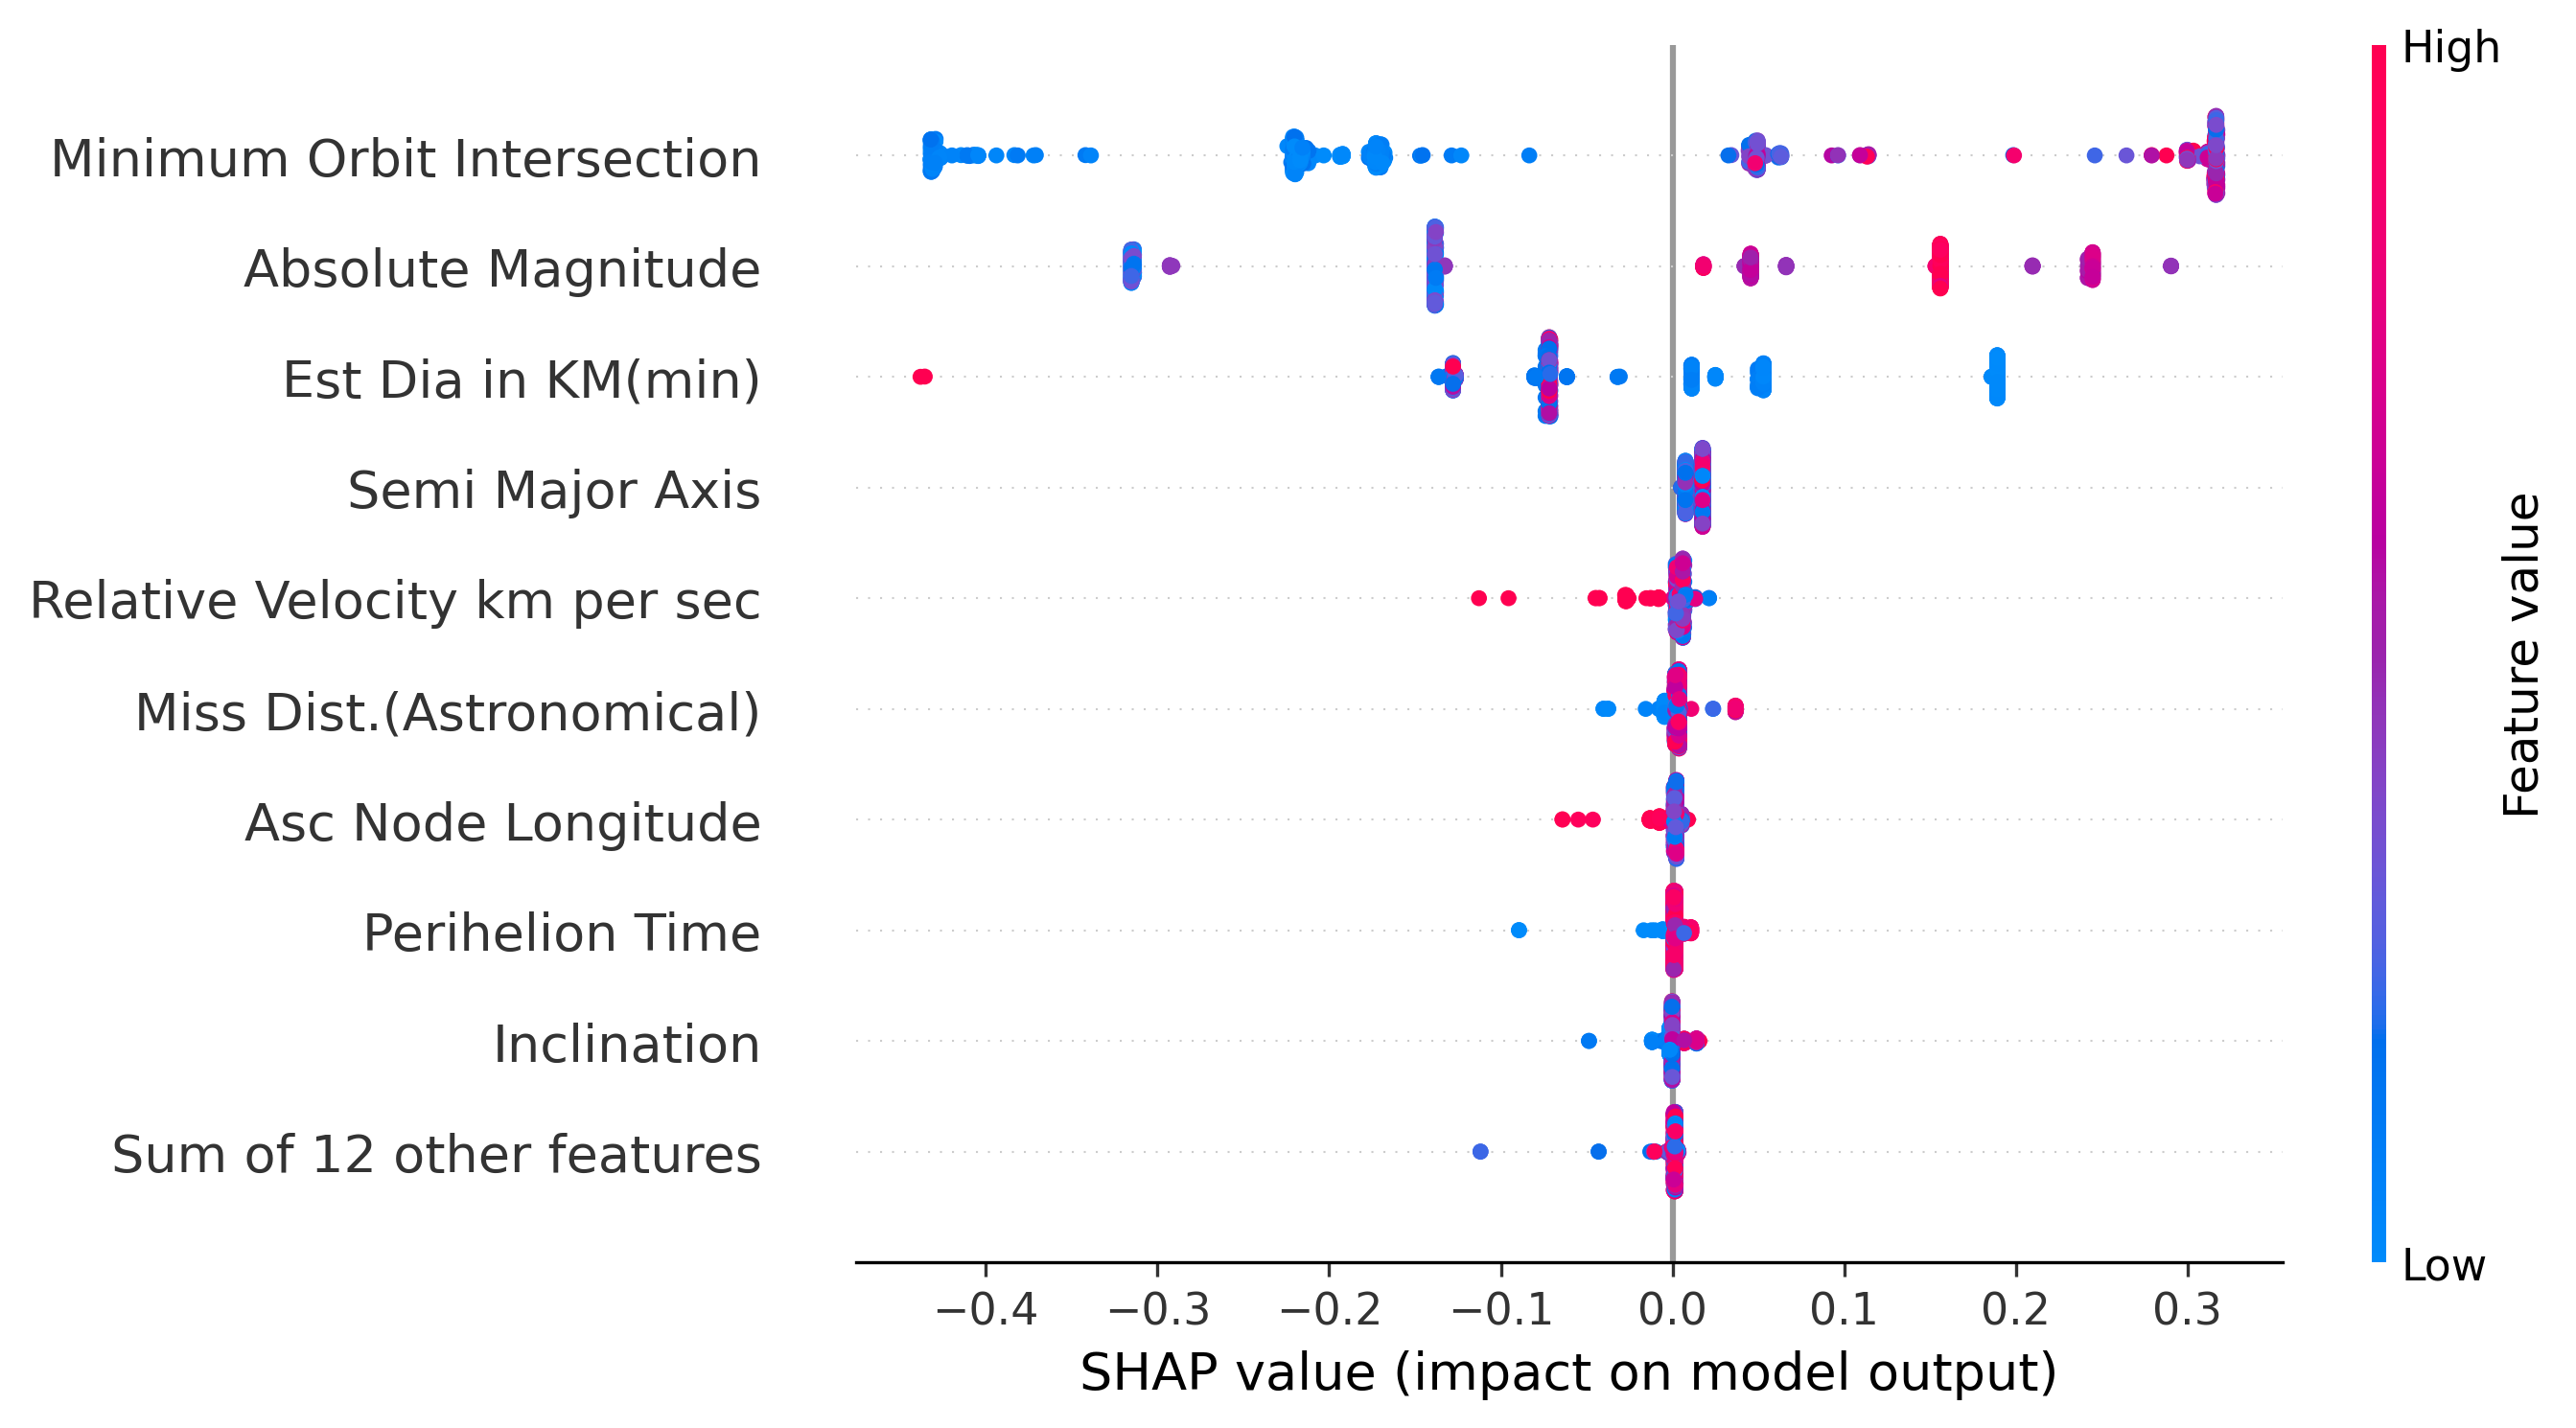 High
Minimum Orbit Intersection
Absolute Magnitude
Est Dia in KM(min)
Semi Major Axis
Relative Velocity km per sec
Miss Dist.(Astronomical)
Asc Node Longitude
Perihelion Time
Inclination
Sum of 12 other features
Feature value
Low
−0.4 −0.3 −0.2 −0.1 0.0 0.1 0.2 0.3
SHAP value (impact on model output)